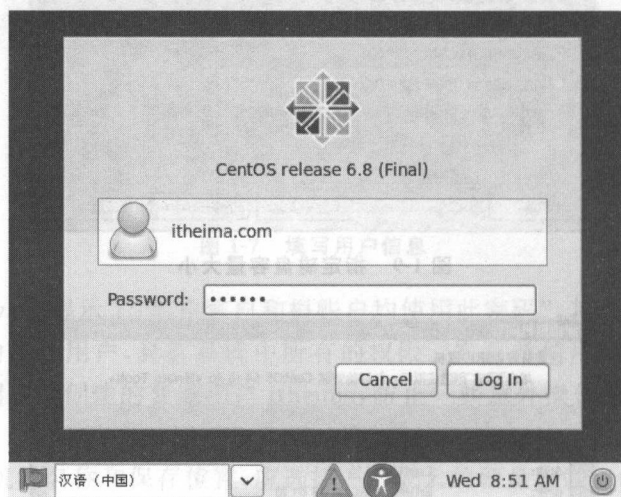 CentOS release 6.8 (Final)
itheima.com
Password: ••••••
Cancel Log In
汉语（中国） Wed 8:51 AM